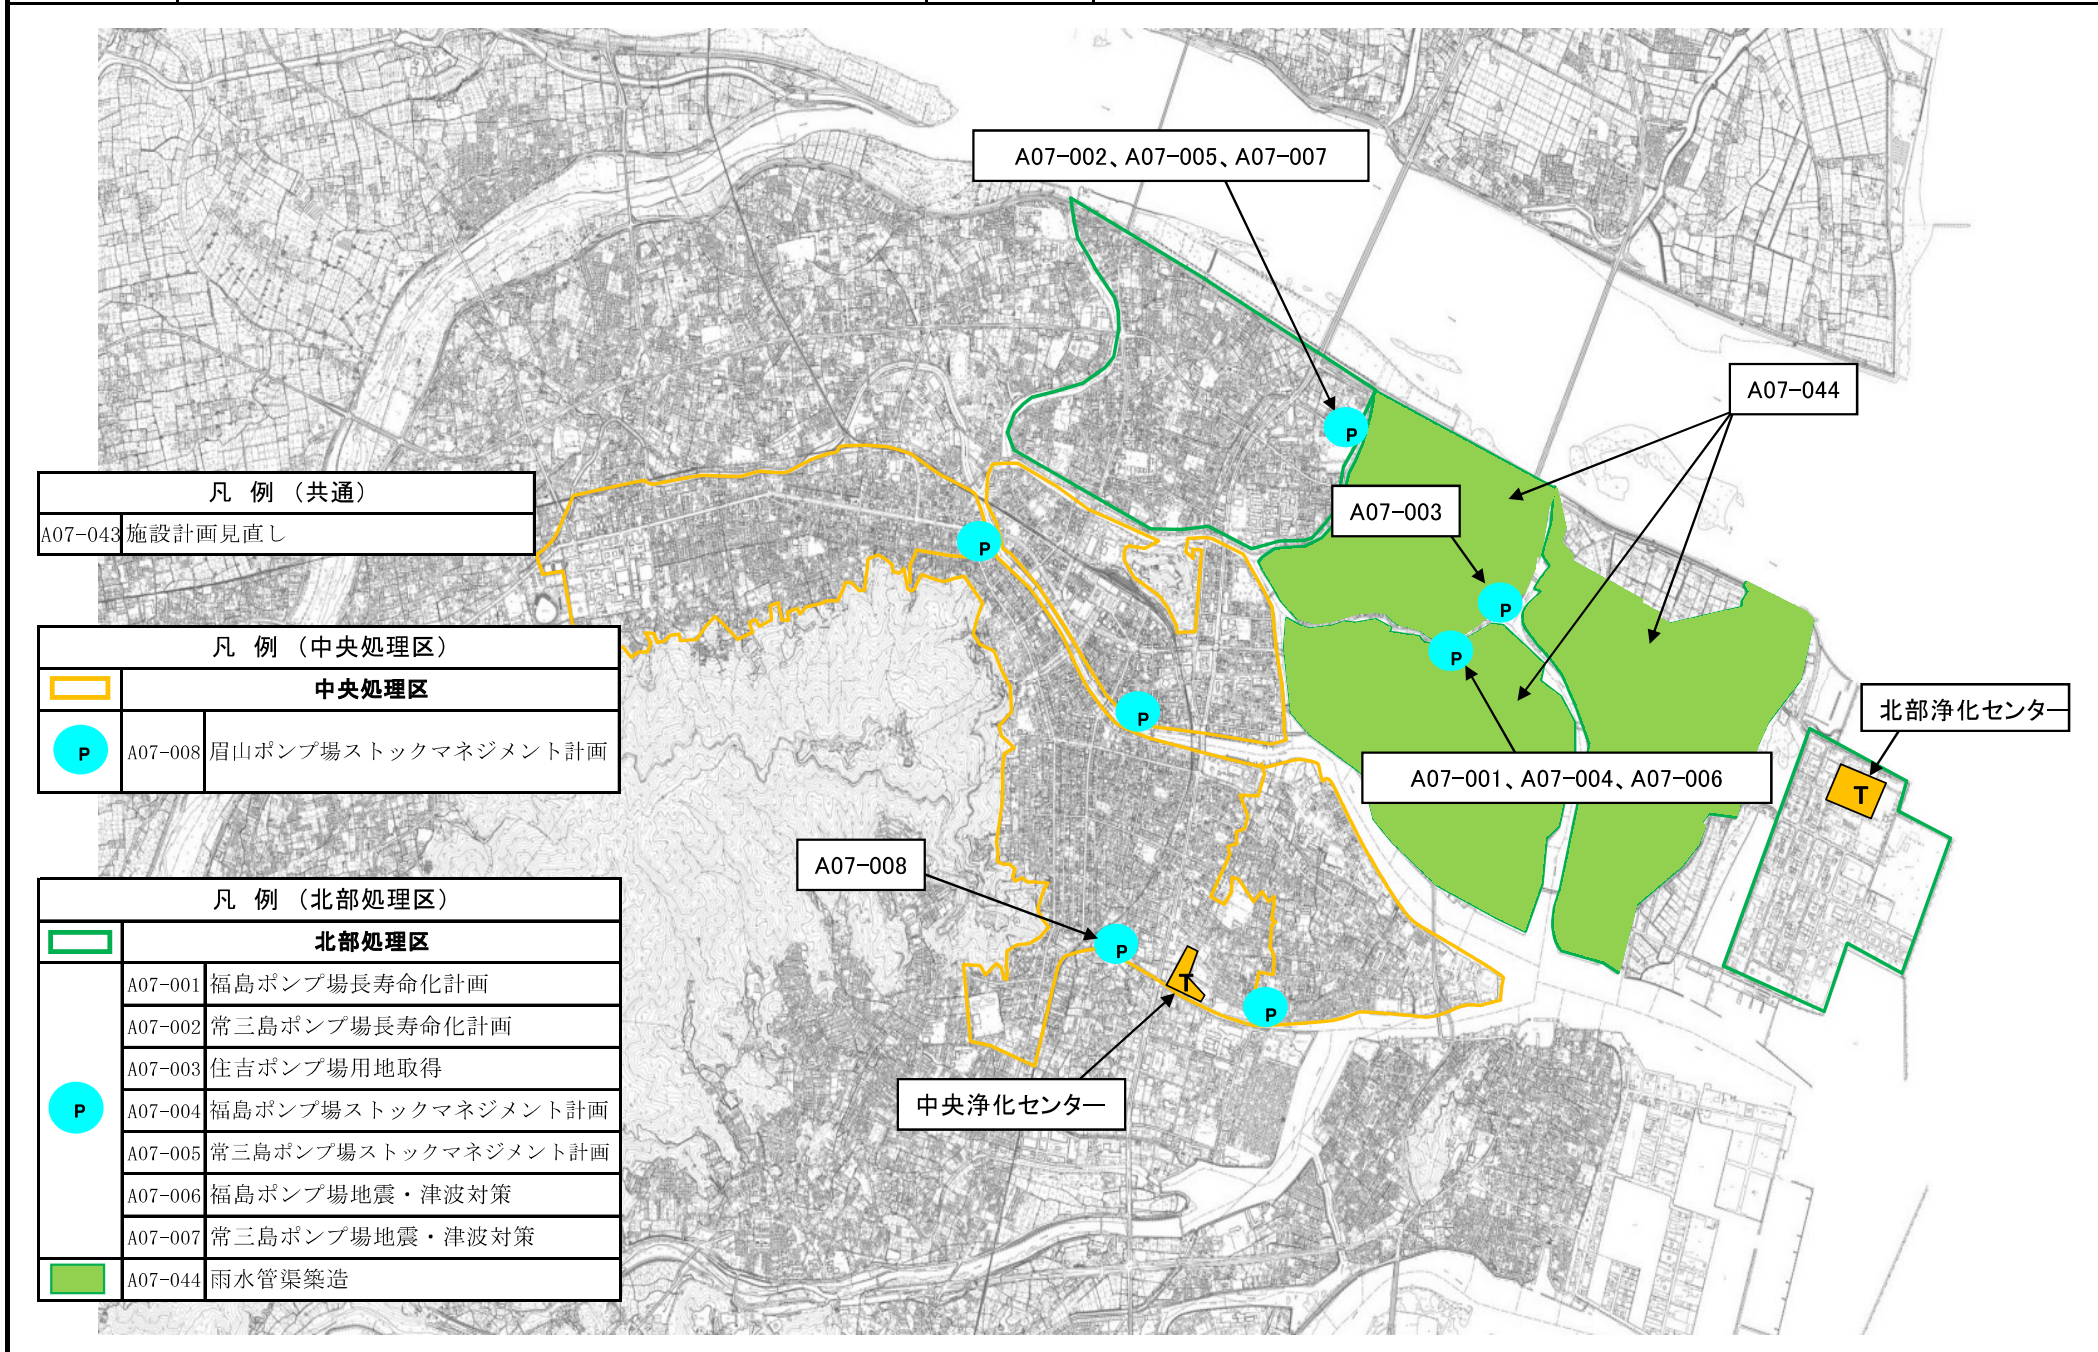 A07-002、A07-005、A07-007
A07-044
P
凡 例 （共通）
A07-043 施設計画見直し
A07-003
P
P
P
凡 例 （中央処理区）
中央処理区
P A07-008 眉山ポンプ場ストックマネジメント計画
P
北部浄化センター
T
A07-001、A07-004、A07-006
A07-008
P
T
P
中央浄化センター
凡 例 （北部処理区）
北部処理区
P
A07-001 福島ポンプ場長寿命化計画
A07-002 常三島ポンプ場長寿命化計画
A07-003 住吉ポンプ場用地取得
A07-004 福島ポンプ場ストックマネジメント計画
A07-005 常三島ポンプ場ストックマネジメント計画
A07-006 福島ポンプ場地震・津波対策
A07-007 常三島ポンプ場地震・津波対策
A07-044 雨水管渠築造